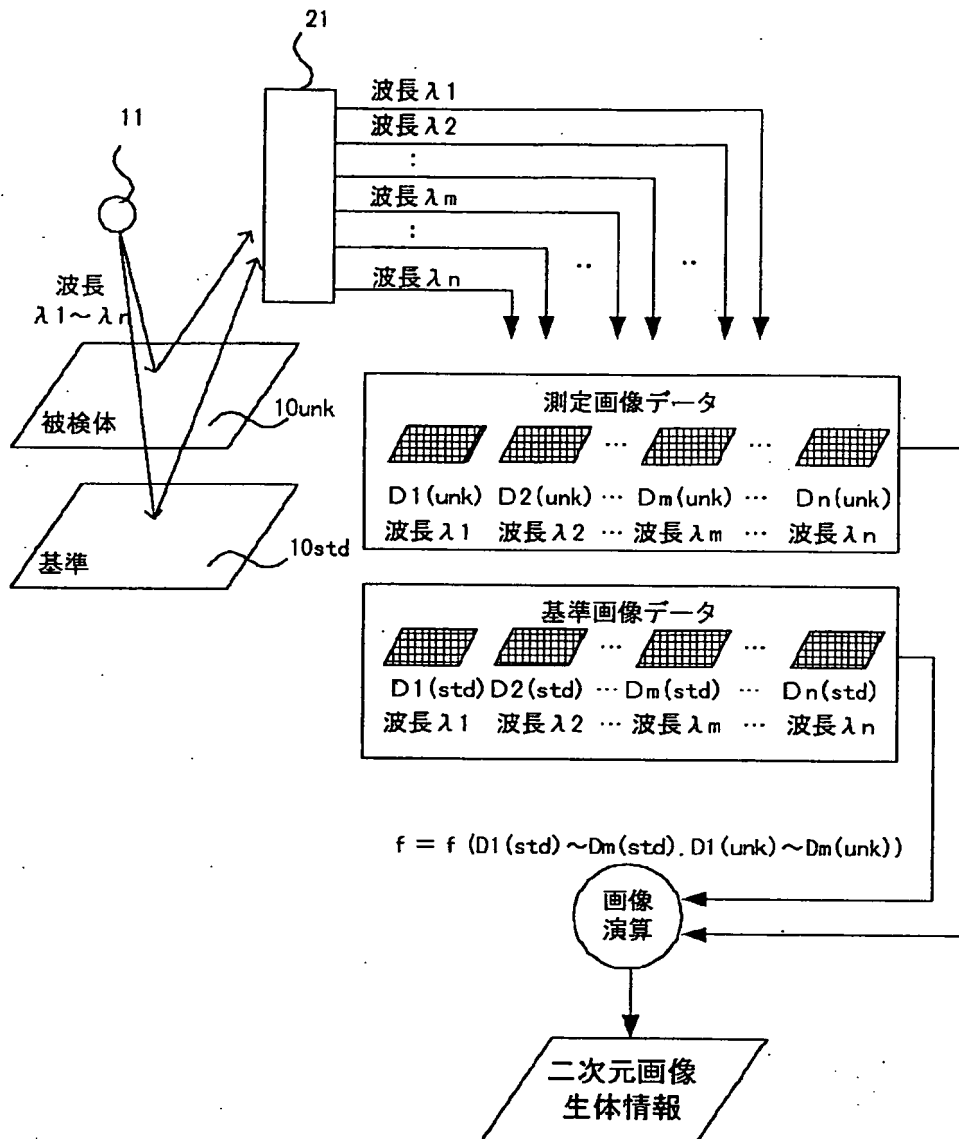 21
11
波長λ1
波長λ2
:
波長λm
:
波長λn
‥
‥
波長
λ1～λn
被検体
10unk
基準
10std
測定画像データ
… …
D1(unk) D2(unk) … Dm(unk) … Dn(unk)
波長λ1 波長λ2 … 波長λm … 波長λn
基準画像データ
… …
D1(std) D2(std) … Dm(std) … Dn(std)
波長λ1 波長λ2 … 波長λm … 波長λn
f = f (D1(std)～Dm(std). D1(unk)～Dm(unk))
画像
演算
二次元画像
生体情報